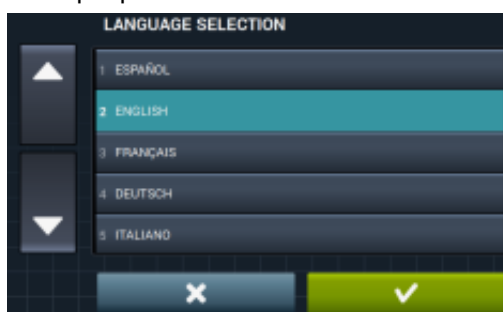 LANGUAGE SELECTION
1 ESPAÑOL
2 ENGLISH
3 FRANÇAIS
4 DEUTSCH
5 ITALIANO